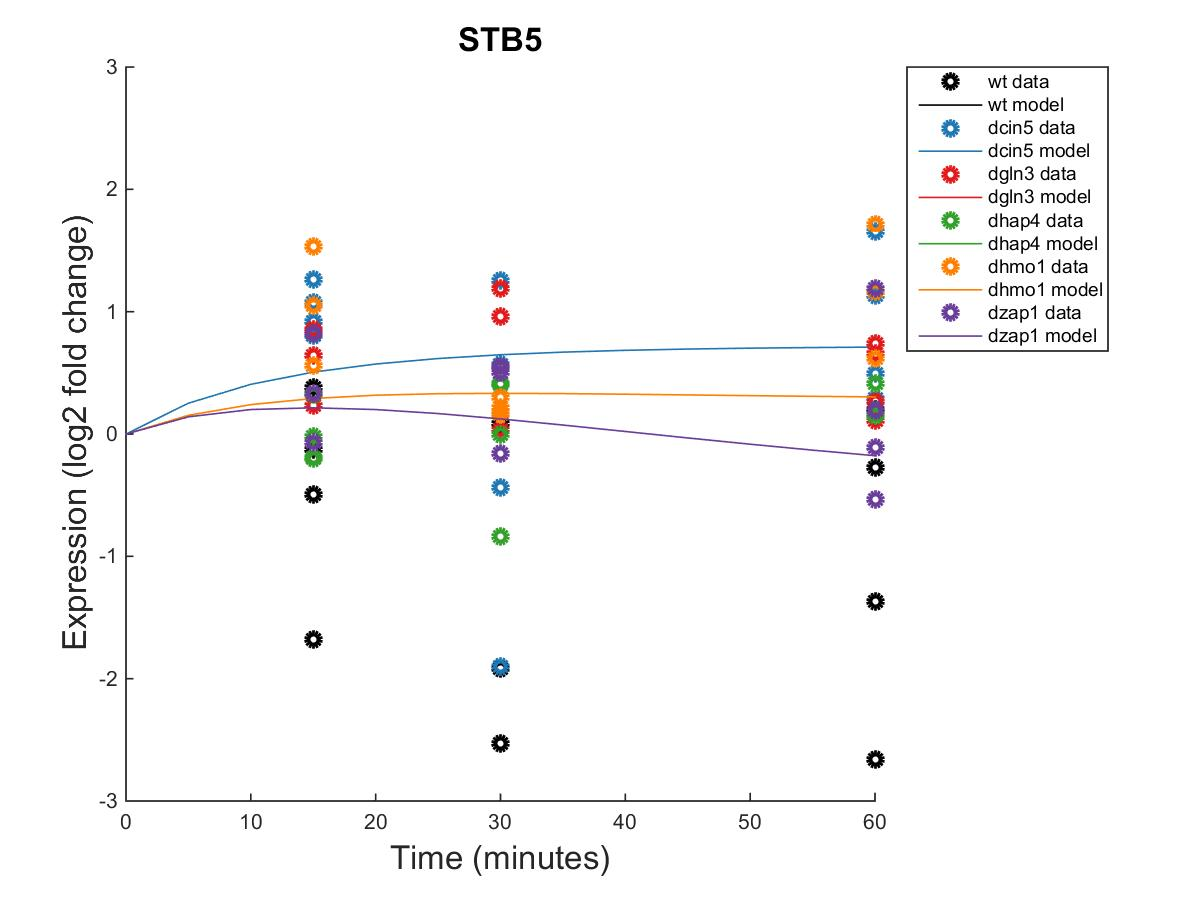 STB5
3
2
1
0
-1
-2
-3
0 10 20 30 40 50 60
Time (minutes)
Expression (log2 fold change)
wt data
wt model
dcin5 data
dcin5 model
dgln3 data
dgln3 model
dhap4 data
dhap4 model
dhmo1 data
dhmo1 model
dzap1 data
dzap1 model